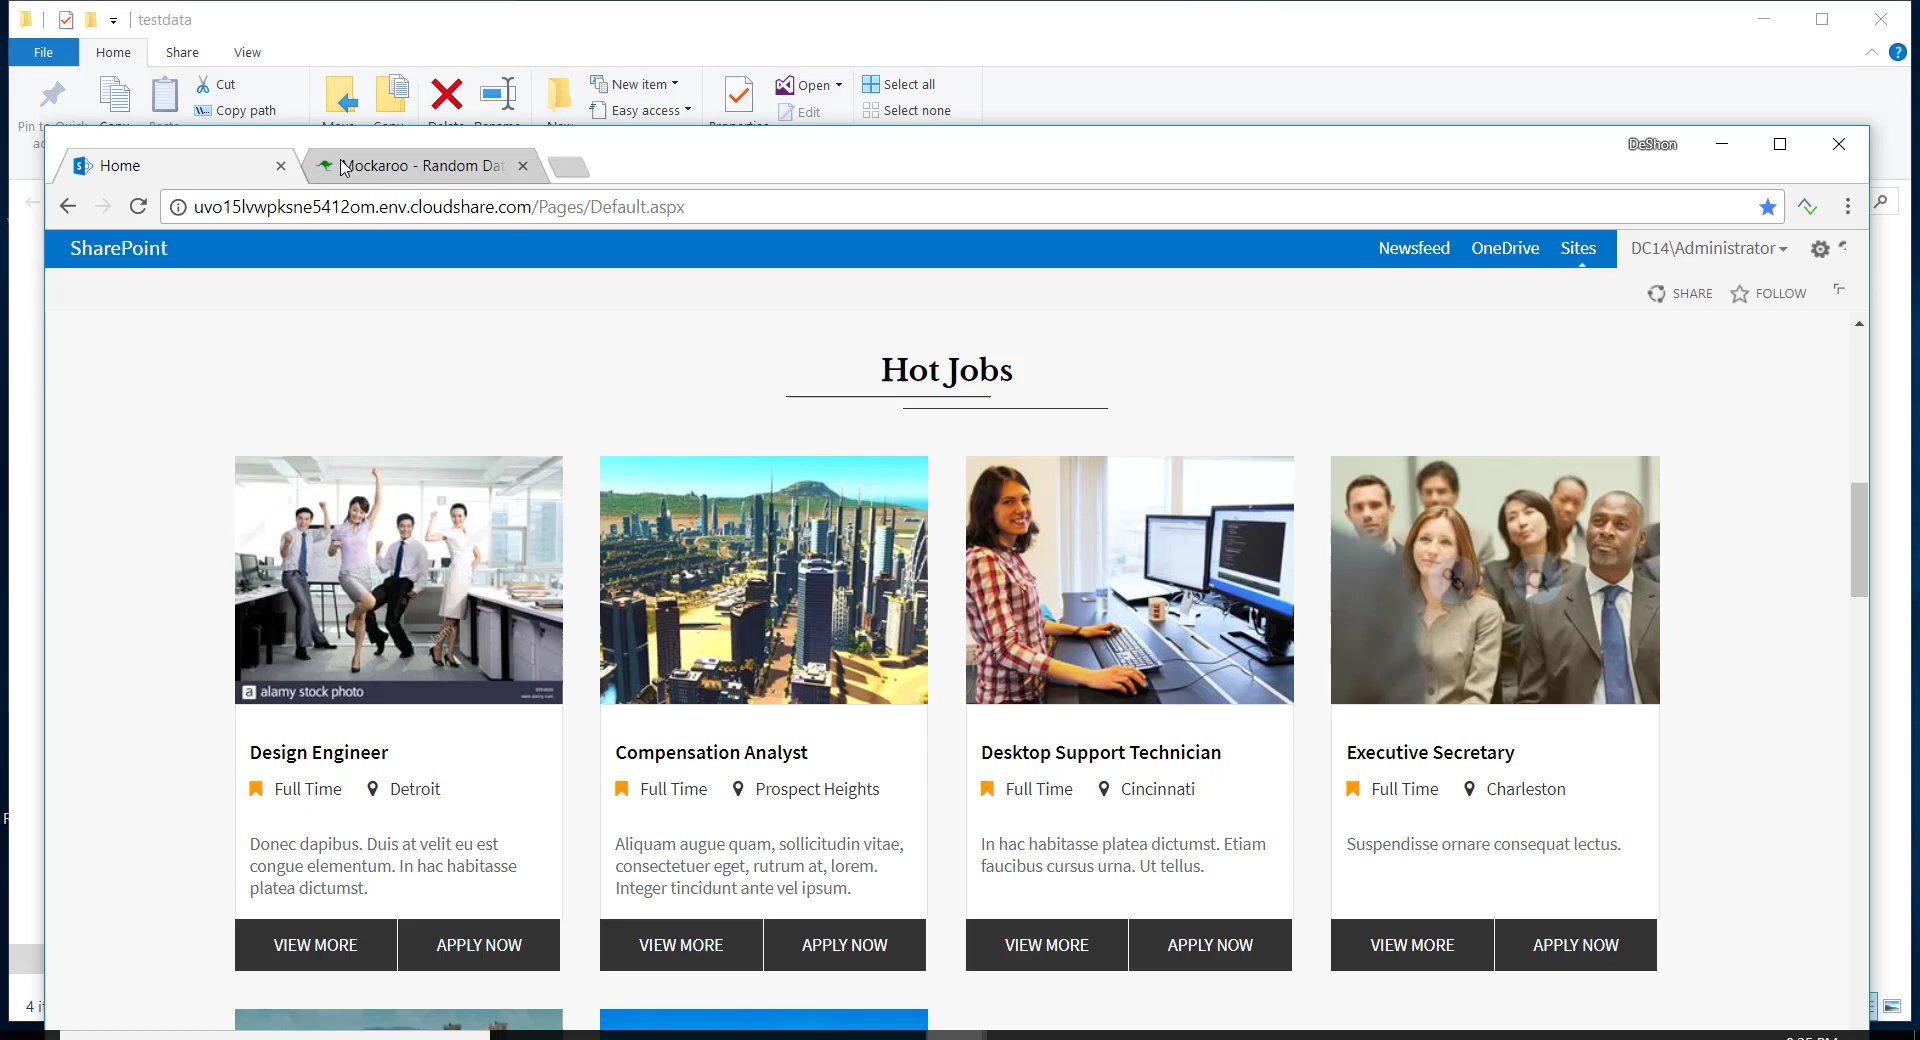 testdata
File Home Share View
Cut
New item
Open
Select all
Copy path
Easy access
Edit
Select none
DeShon
Home
Mockaroo - Random Dat
uvo15lvwpksne5412om.env.cloudshare.com/Pages/Default.aspx
SharePoint
Newsfeed OneDrive Sites
DC14\Administrator
SHARE FOLLOW
Hot Jobs
a alamy stock photo
Design Engineer
Full Time Detroit
Donec dapibus. Duis at velit eu est
congue elementum. In hac habitasse
platea dictumst.
VIEW MORE APPLY NOW
Compensation Analyst
Full Time Prospect Heights
Aliquam augue quam, sollicitudin vitae,
consectetuer eget, rutrum at, lorem.
Integer tincidunt ante vel ipsum.
VIEW MORE APPLY NOW
Desktop Support Technician
Full Time Cincinnati
In hac habitasse platea dictumst. Etiam
faucibus cursus urna. Ut tellus.
VIEW MORE APPLY NOW
Executive Secretary
Full Time Charleston
Suspendisse ornare consequat lectus.
VIEW MORE APPLY NOW